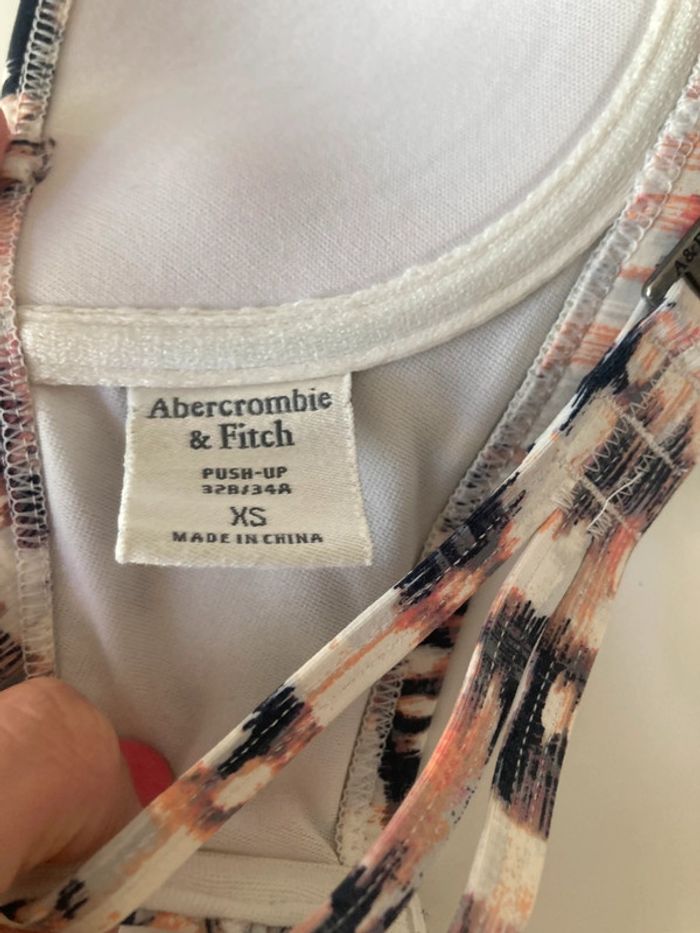 Abercrombie
& Fitch
PUSH-UP
32B/34A
XS
MADE IN CHINA